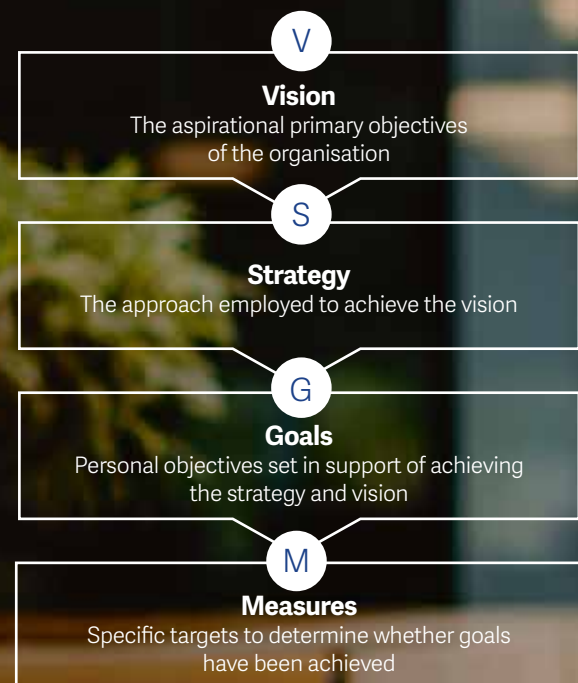 V
Vision
The aspirational primary objectives
of the organisation
S
Strategy
The approach employed to achieve the vision
G
Goals
Personal objectives set in support of achieving
the strategy and vision
M
Measures
Specific targets to determine whether goals
have been achieved